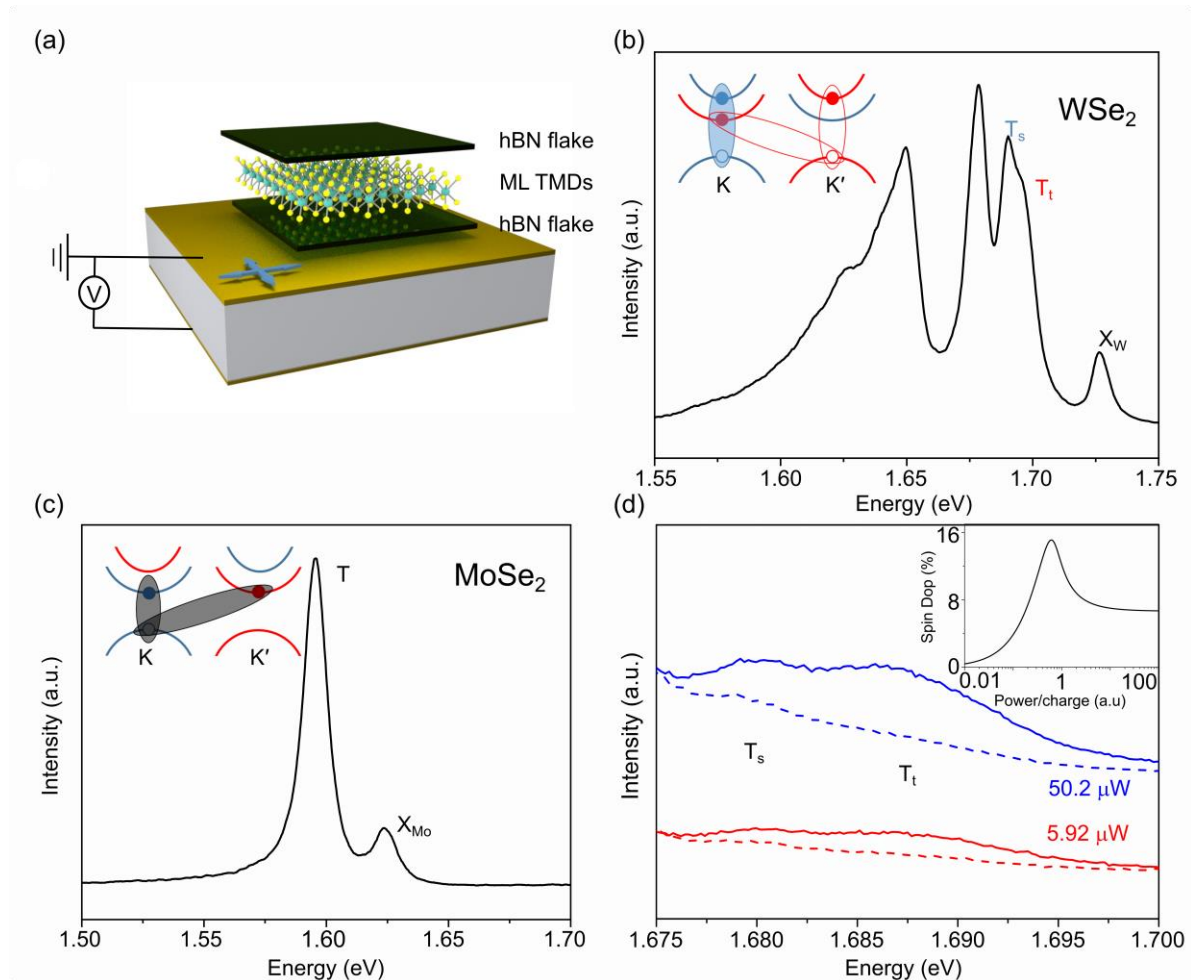 (a)
hBN flake
ML TMDs
hBN flake
V
(b)
WSe₂
K
K′
Tₛ
Tₜ
X_W
Intensity (a.u.)
1.55
1.60
1.65
1.70
1.75
Energy (eV)
(c)
MoSe₂
K
K′
T
X_Mo
Intensity (a.u.)
1.50
1.55
1.60
1.65
1.70
Energy (eV)
(d)
Spin Dop (%)
16
8
0
0.01
1
100
Power/charge (a.u)
Tₛ
Tₜ
50.2 μW
5.92 μW
Intensity (a.u.)
1.675
1.680
1.685
1.690
1.695
1.700
Energy (eV)